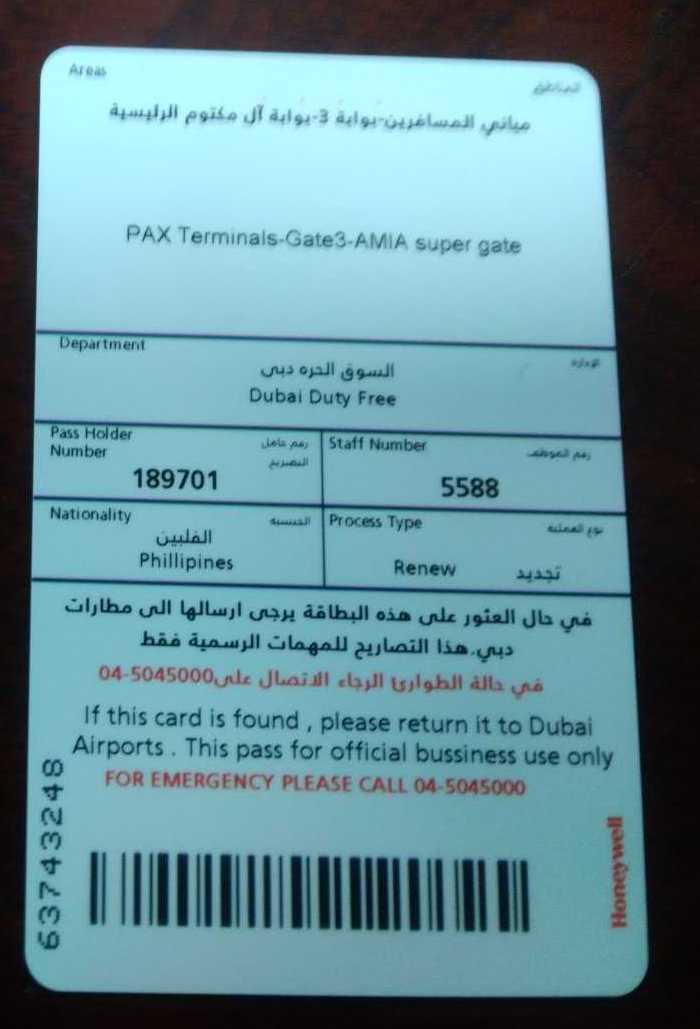 Areas
المناطق
مباني المسافرين-بوابة 3-بوابة آل مكتوم الرئيسية
PAX Terminals-Gate3-AMIA super gate
Department
الإدارة
السوق الحره دبى
Dubai Duty Free
Pass Holder Number
رقم حامل التصريح
189701
Staff Number
رقم الموظف
5588
Nationality
الجنسية
الفلبين
Phillipines
Process Type
نوع العملية
Renew تجديد
في حال العثور على هذه البطاقة يرجى ارسالها الى مطارات
دبي.هذا التصاريح للمهمات الرسمية فقط
في حالة الطوارئ الرجاء الاتصال على04-5045000
If this card is found , please return it to Dubai
Airports . This pass for official bussiness use only
FOR EMERGENCY PLEASE CALL 04-5045000
63743248
Honeywell